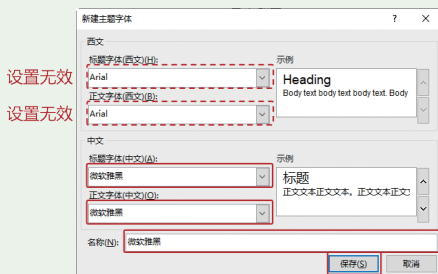 新建主题字体 ? ×
西文
标题字体(西文)(H): 示例
设置无效 Arial Heading
Body text body text body text. Body
正文字体(西文)(B):
设置无效 Arial
中文
标题字体(中文)(A): 示例
微软雅黑 标题
正文文本正文文本。正文文本正文
正文字体(中文)(O):
微软雅黑
名称(N): 微软雅黑
保存(S) 取消